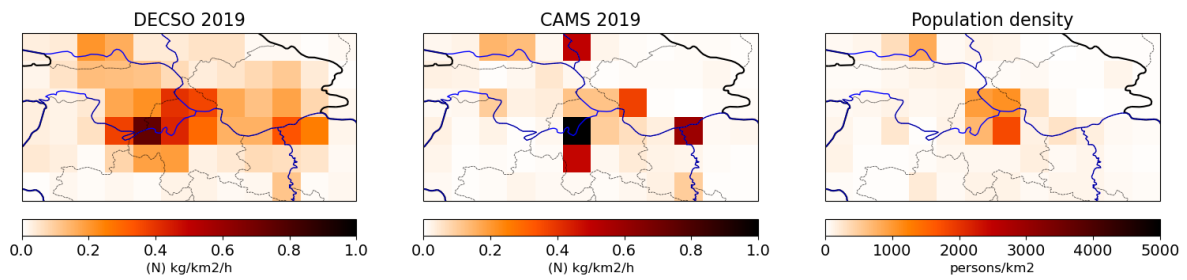 DECSO 2019
CAMS 2019
Population density
0.0 0.2 0.4 0.6 0.8 1.0
(N) kg/km2/h
0.0 0.2 0.4 0.6 0.8 1.0
(N) kg/km2/h
0 1000 2000 3000 4000 5000
persons/km2